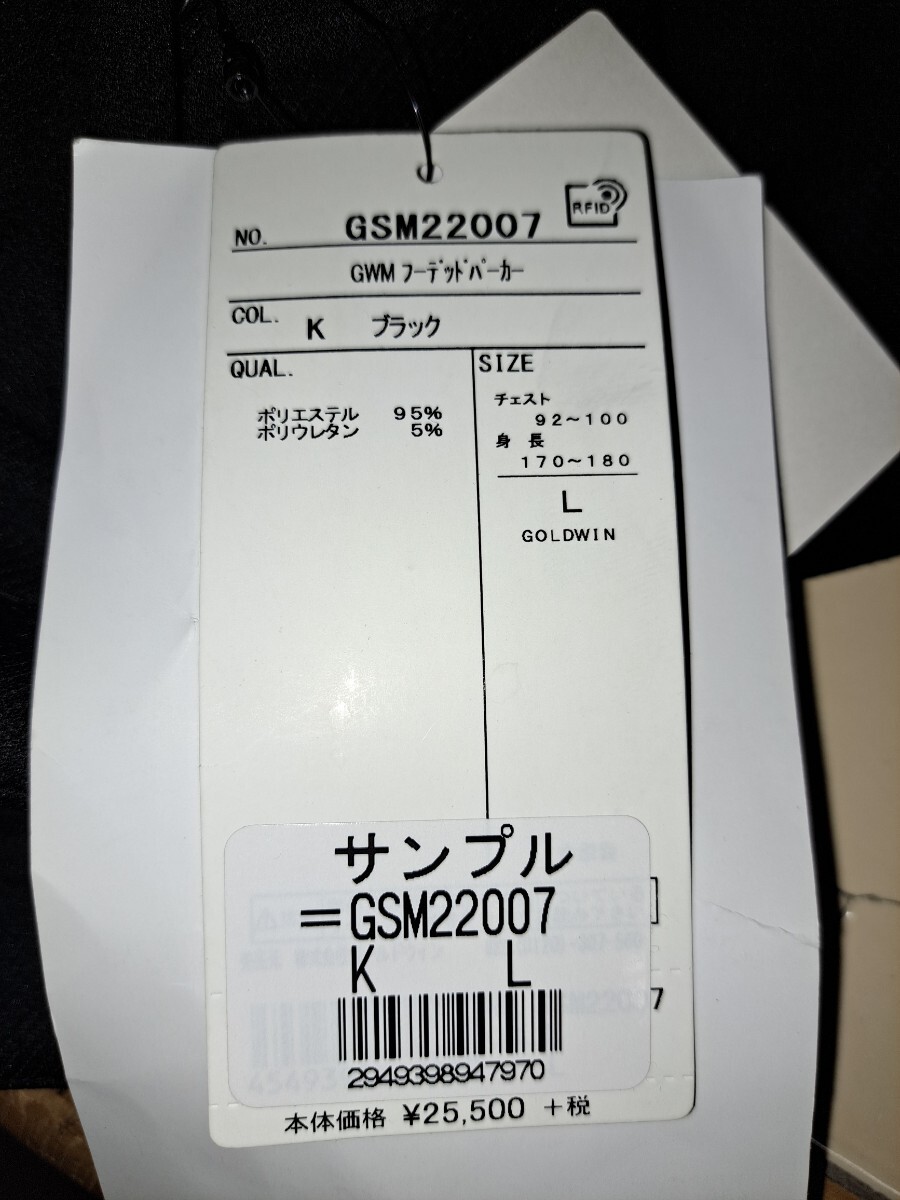 RFID
NO. GSM22007
GWM フーデッドパーカー
COL. K ブラック
QUAL.
ポリエステル 95%
ポリウレタン 5%
SIZE
チェスト
92～100
身 長
170～180
L
GOLDWIN
サンプル
=GSM22007
K L
2949398947970
本体価格 ¥25,500 +税